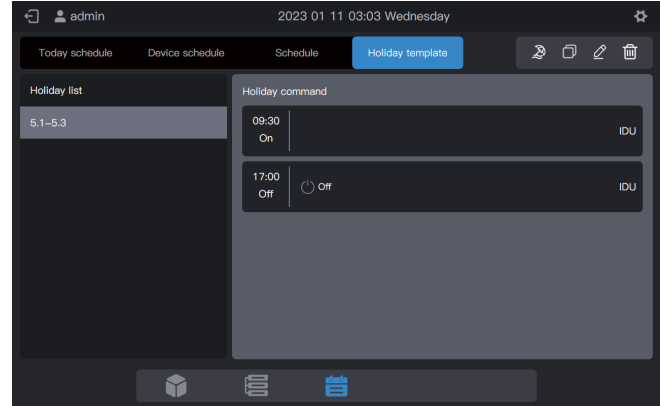 admin
2023 01 11 03:03 Wednesday
Today schedule
Device schedule
Schedule
Holiday template
Holiday list
5.1–5.3
Holiday command
09:30
On
IDU
17:00
Off
Off
IDU